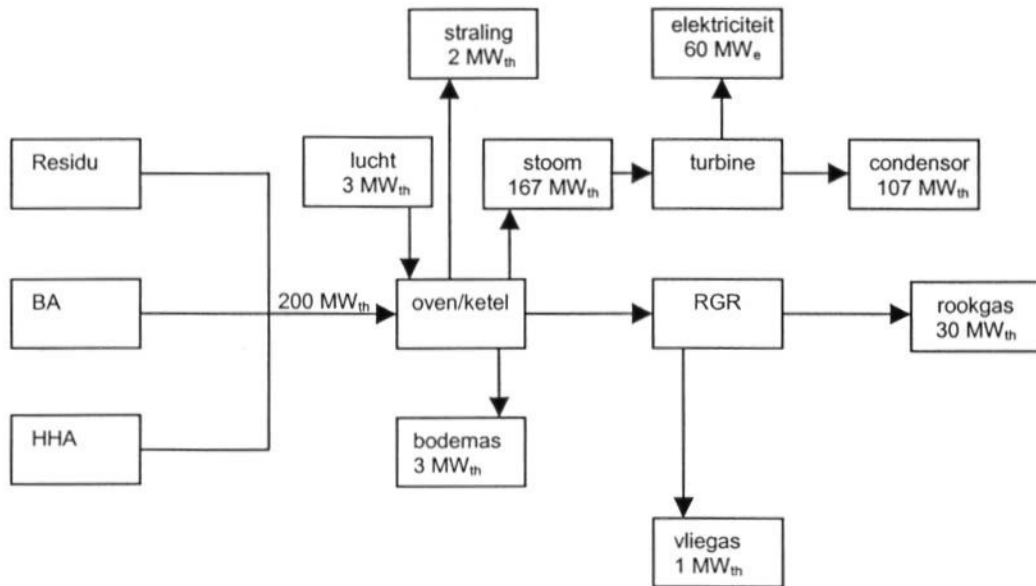 straling
2 MWth
elektriciteit
60 MWe
Residu
lucht
3 MWth
stoom
167 MWth
turbine
condensor
107 MWth
BA
200 MWth
oven/ketel
RGR
rookgas
30 MWth
HHA
bodemas
3 MWth
vliegas
1 MWth